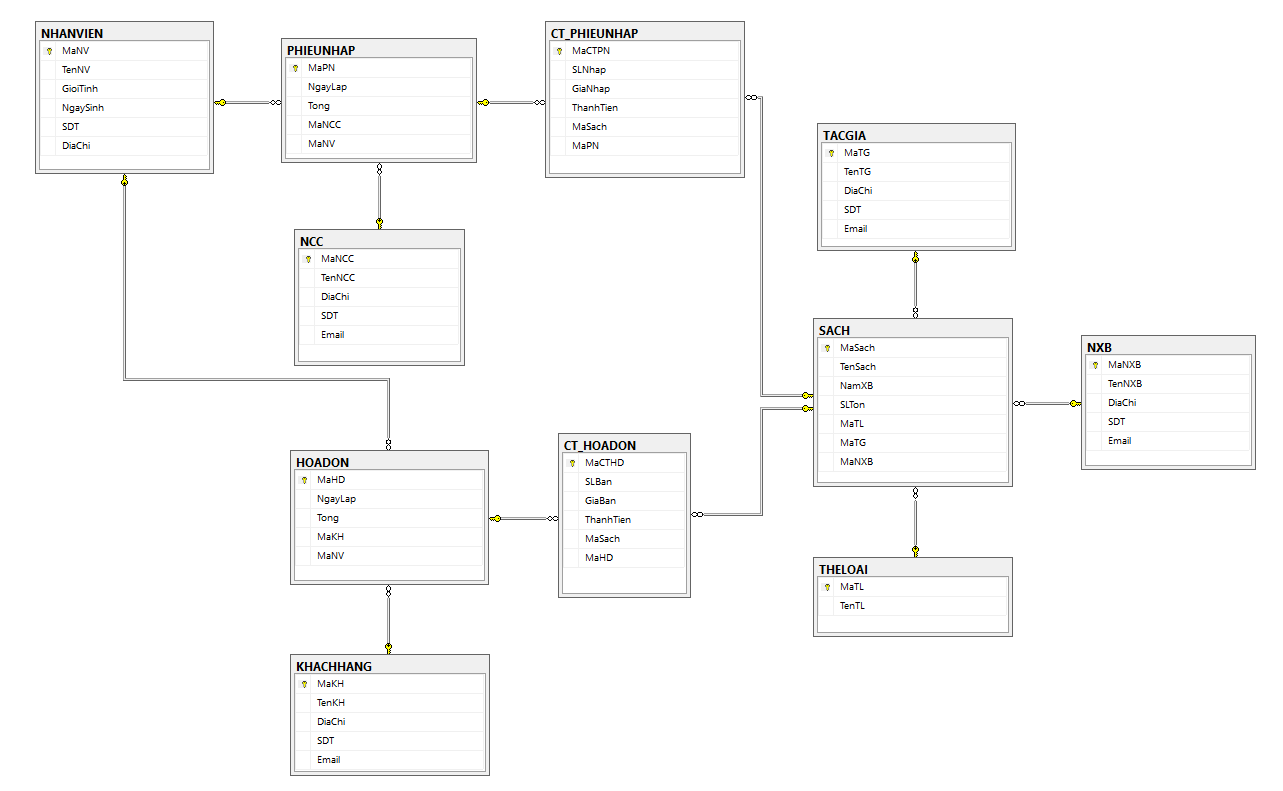 NHANVIEN
MaNV
TenNV
GioiTinh
NgaySinh
SDT
DiaChi
PHIEUNHAP
MaPN
NgayLap
Tong
MaNCC
MaNV
CT_PHIEUNHAP
MaCTPN
SLNhap
GiaNhap
ThanhTien
MaSach
MaPN
TACGIA
MaTG
TenTG
DiaChi
SDT
Email
NCC
MaNCC
TenNCC
DiaChi
SDT
Email
SACH
MaSach
TenSach
NamXB
SLTon
MaTL
MaTG
MaNXB
NXB
MaNXB
TenNXB
DiaChi
SDT
Email
HOADON
MaHD
NgayLap
Tong
MaKH
MaNV
CT_HOADON
MaCTHD
SLBan
GiaBan
ThanhTien
MaSach
MaHD
THELOAI
MaTL
TenTL
KHACHHANG
MaKH
TenKH
DiaChi
SDT
Email